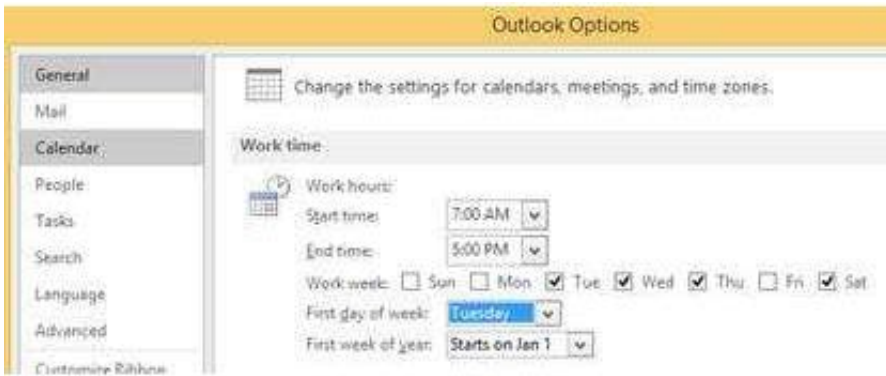 Outlook Options
General
Mail
Calendar
People
Tasks
Search
Language
Advanced
Customize Ribbon
Change the settings for calendars, meetings, and time zones.
Work time
Work hours:
Start time: 7:00 AM
End time: 5:00 PM
Work week: Sun Mon Tue Wed Thu Fri Sat
First day of week: Tuesday
First week of year: Starts on Jan 1